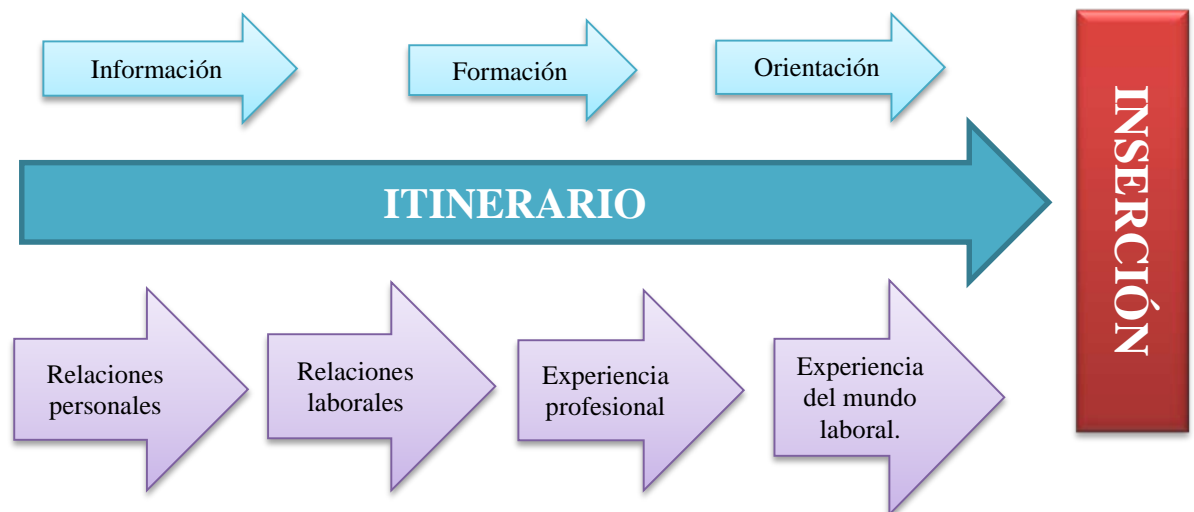 Información
Formación
Orientación
ITINERARIO
INSERCIÓN
Relaciones
personales
Relaciones
laborales
Experiencia
profesional
Experiencia
del mundo
laboral.